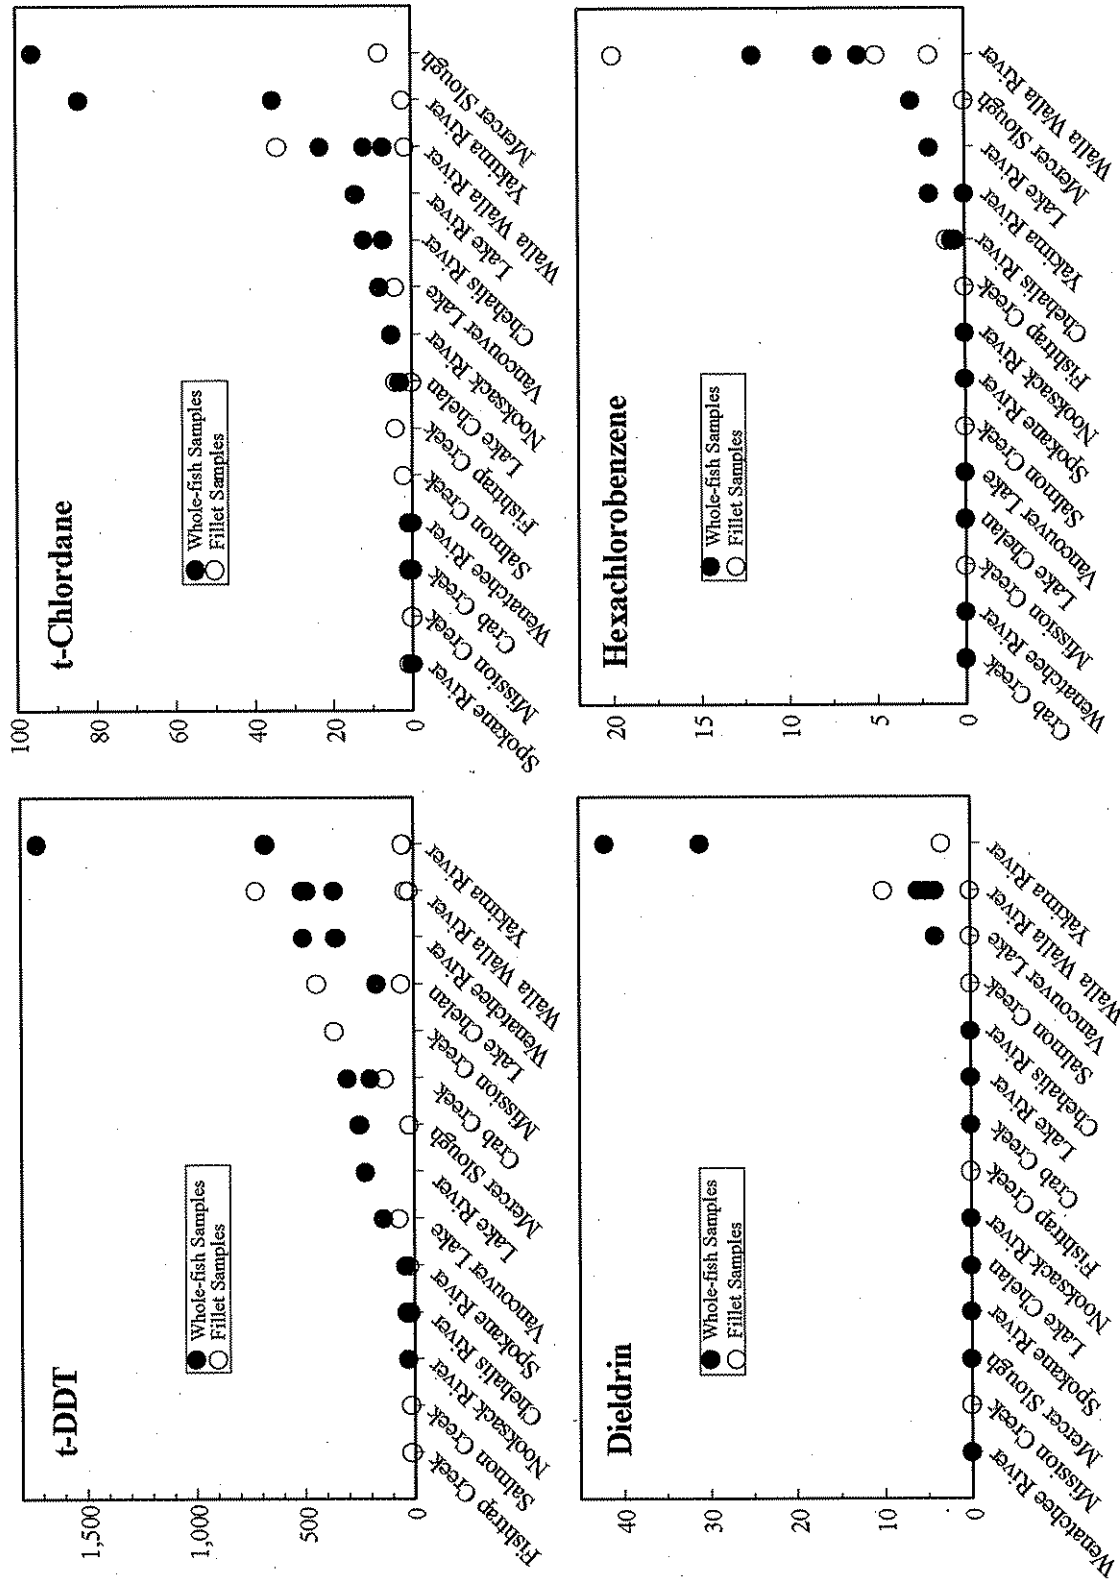 t-DDT
Whole-fish Samples
Fillet Samples
1,500
1,000
500
0
Fishtrap Creek
Salmon Creek
Nooksack River
Chehalis River
Spokane River
Vancouver Lake
Lake River
Mercer Slough
Crab Creek
Mission Creek
Lake Chelan
Wenatchee River
Walla Walla River
Yakima River
t-Chlordane
Whole-fish Samples
Fillet Samples
100
80
60
40
20
0
Spokane River
Mission Creek
Crab Creek
Wenatchee River
Salmon Creek
Fishtrap Creek
Lake Chelan
Nooksack River
Vancouver Lake
Chehalis River
Lake River
Walla Walla River
Yakima River
Mercer Slough
Dieldrin
Whole-fish Samples
Fillet Samples
40
30
20
10
0
Wenatchee River
Mission Creek
Mercer Slough
Spokane River
Lake Chelan
Nooksack River
Fishtrap Creek
Crab Creek
Lake River
Chehalis River
Salmon Creek
Vancouver Lake
Walla Walla River
Yakima River
Hexachlorobenzene
Whole-fish Samples
Fillet Samples
20
15
10
5
0
Crab Creek
Wenatchee River
Mission Creek
Lake Chelan
Vancouver Lake
Salmon Creek
Spokane River
Nooksack River
Fishtrap Creek
Chehalis River
Yakima River
Lake River
Mercer Slough
Walla Walla River